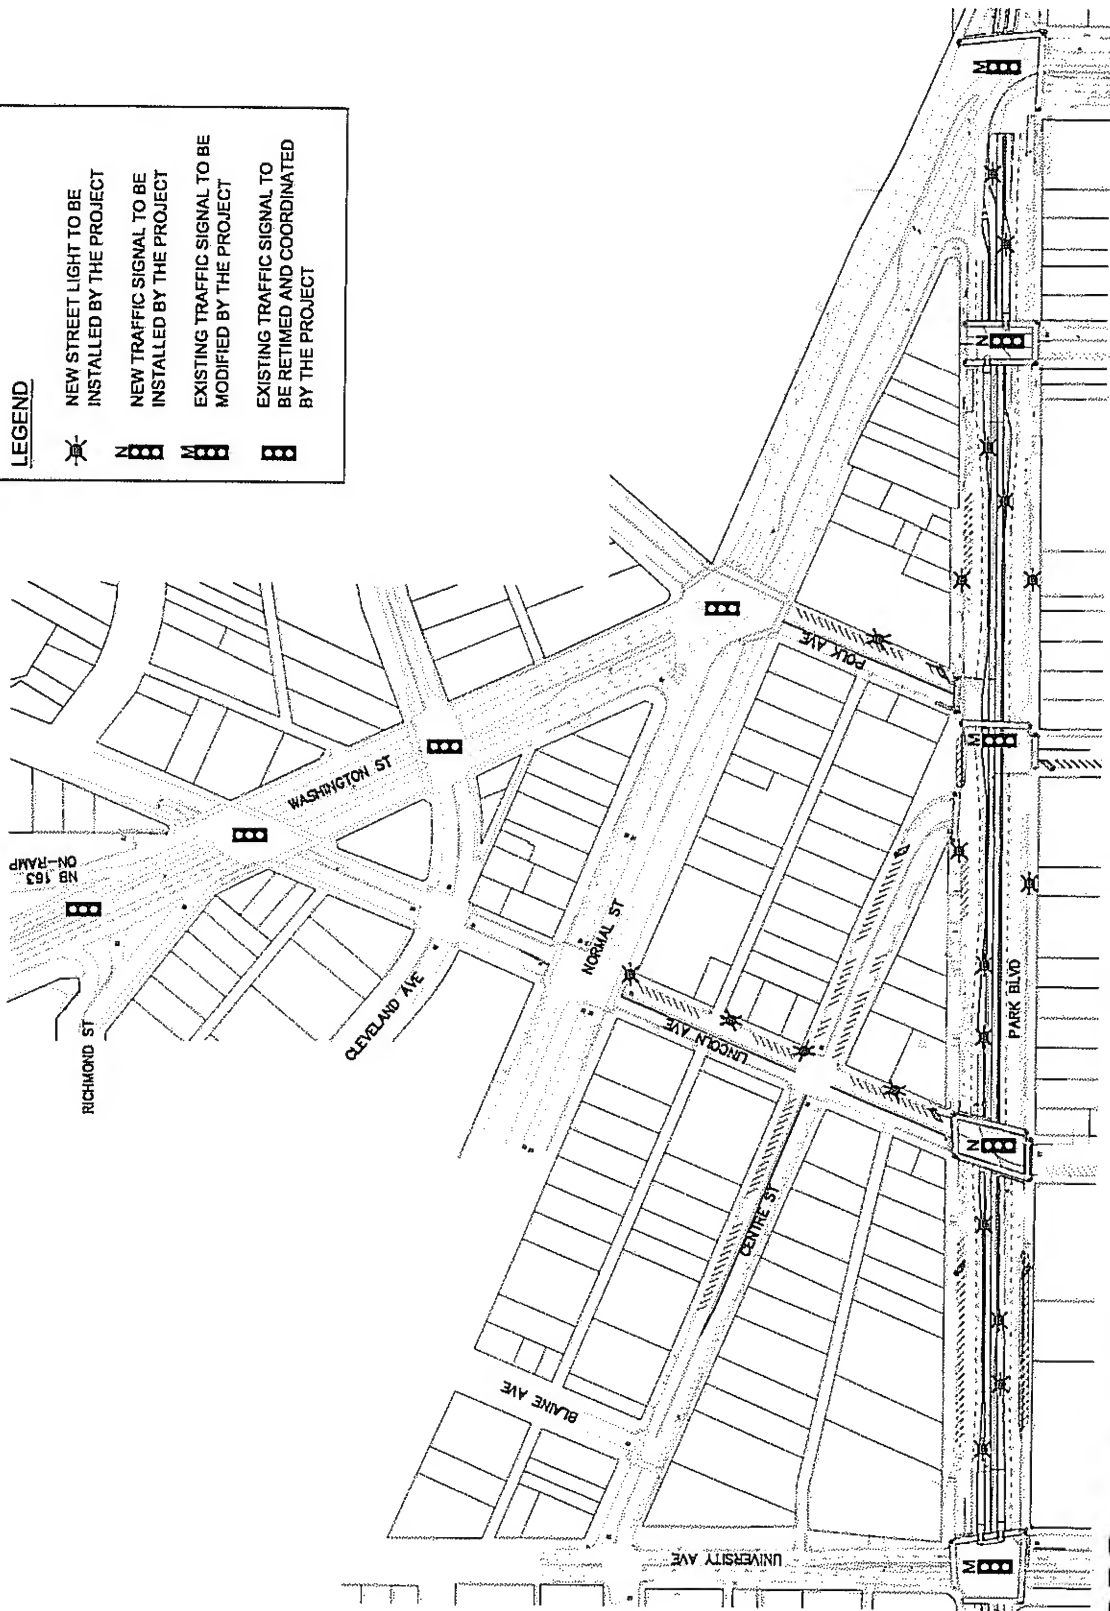 LEGEND
NEW STREET LIGHT TO BE
INSTALLED BY THE PROJECT
N
NEW TRAFFIC SIGNAL TO BE
INSTALLED BY THE PROJECT
M
EXISTING TRAFFIC SIGNAL TO BE
MODIFIED BY THE PROJECT
EXISTING TRAFFIC SIGNAL TO
BE RETIMED AND COORDINATED
BY THE PROJECT
NB 163
ON-RAMP
RICHMOND ST
WASHINGTON ST
CLEVELAND AVE
NORMAL ST
POLK AVE
LINCOLN AVE
CENTRE ST
BLAINE AVE
UNIVERSITY AVE
PARK BLVD
M
N
M
N
M